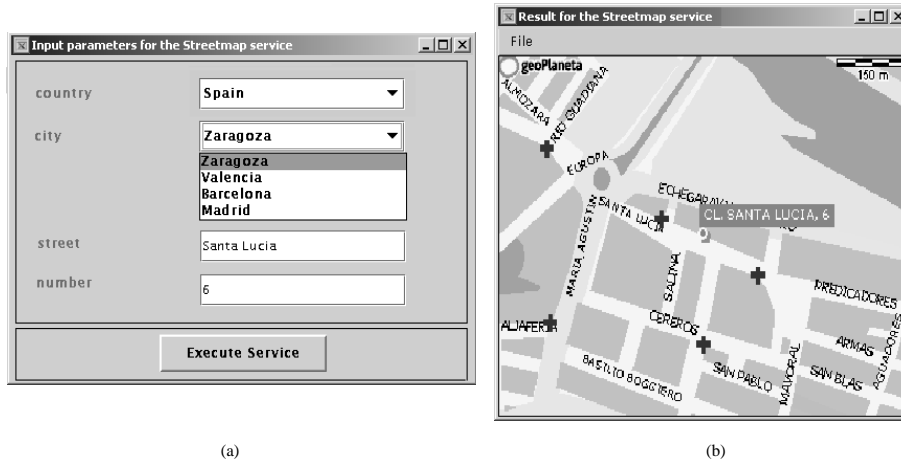 Input parameters for the Streetmap service
country
Spain
city
Zaragoza
Zaragoza
Valencia
Barcelona
Madrid
street
Santa Lucia
number
6
Execute Service
(a)
Result for the Streetmap service
File
geoPlaneta
150 m
ALMOZARA
RIO GUADIANA
EUROPA
ECHEGARAY
SANTA LUCIA
CL. SANTA LUCIA, 6
MARIA AGUSTIN
SALINA
PREDICADORES
ALJAFERIA
CEREROS
ARMAS
AGUADORES
BASILIO BOGGIERO
SAN PABLO
MAYORAL
SAN BLAS
(b)